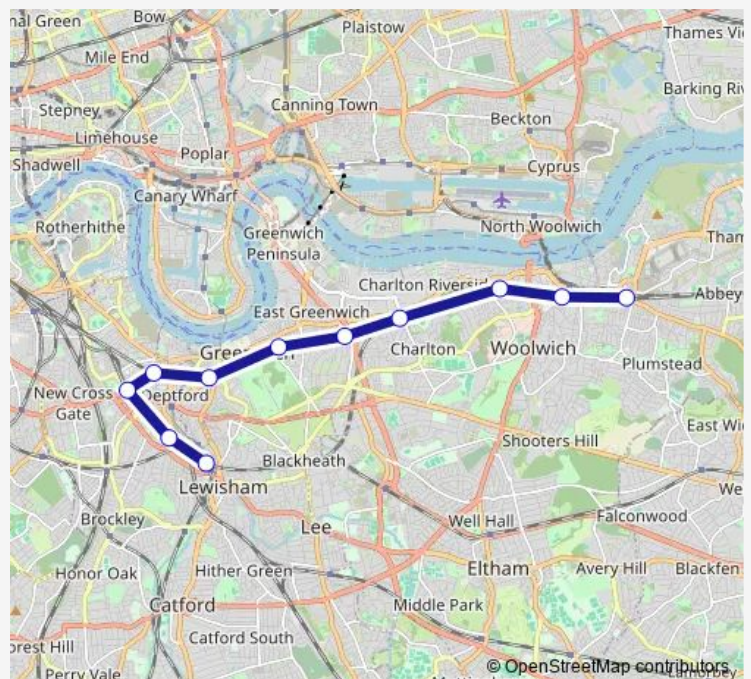 nal Green
Bow
Plaistow
Thames Vi
Mile End
Barking Riv
Stepney
Canning Town
Beckton
Limehouse
Poplar
Shadwell
Cyprus
Canary Wharf
Rotherhithe
Greenwich
Peninsula
North Woolwich
Tham
Charlton Riversid
Abbey
East Greenwich
Charlton
Woolwich
Plumstead
New Cross
Gate
Deptford
East Wi
Shooters Hill
Blackheath
Lewisham
We
Brockley
Lee
Well Hall
Falconwood
Honor Oak
Hither Green
Eltham
Avery Hill
Blackfen
Catford
Middle Park
Catford South
orest Hill
Perry Vale
© OpenStreetMap contributors